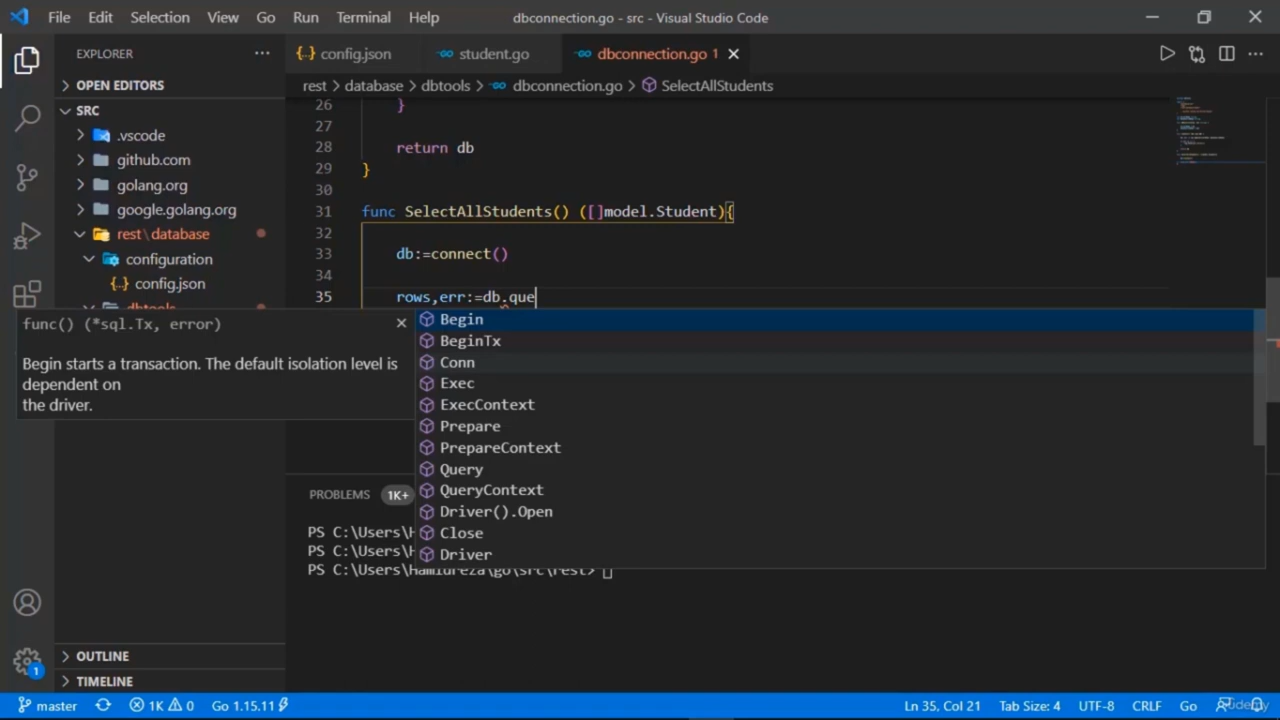 File Edit Selection View Go Run Terminal Help dbconnection.go - src - Visual Studio Code
EXPLORER
config.json student.go dbconnection.go 1
OPEN EDITORS
rest > database > dbtools > dbconnection.go > SelectAllStudents
SRC
.vscode
github.com
golang.org
google.golang.org
rest \ database
configuration
config.json
dbtools
26 }
27
28 return db
29 }
30
31 func SelectAllStudents() ([]model.Student){
32
33 db:=connect()
34
35 rows,err:=db.que
func() (*sql.Tx, error)
Begin starts a transaction. The default isolation level is
dependent on
the driver.
Begin
BeginTx
Conn
Exec
ExecContext
Prepare
PrepareContext
Query
QueryContext
Driver().Open
Close
Driver
PROBLEMS 1K+
PS C:\Users\H
PS C:\Users\H
PS C:\Users\Hamidreza\go\src\rest>
OUTLINE
TIMELINE
1
master 1K 0 Go 1.15.11 Ln 35, Col 21 Tab Size: 4 UTF-8 CRLF Go
Udemy